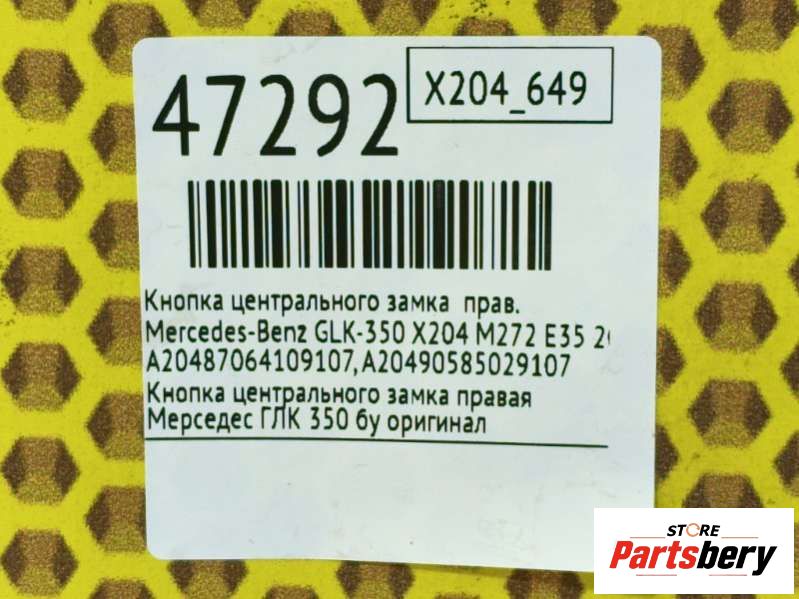 47292
X204_649
Кнопка центрального замка прав.
Mercedes-Benz GLK-350 X204 M272 E35
A20487064109107,A20490585029107
Кнопка центрального замка правая
Мерседес ГЛК 350 бу оригинал
STORE
Partsbery